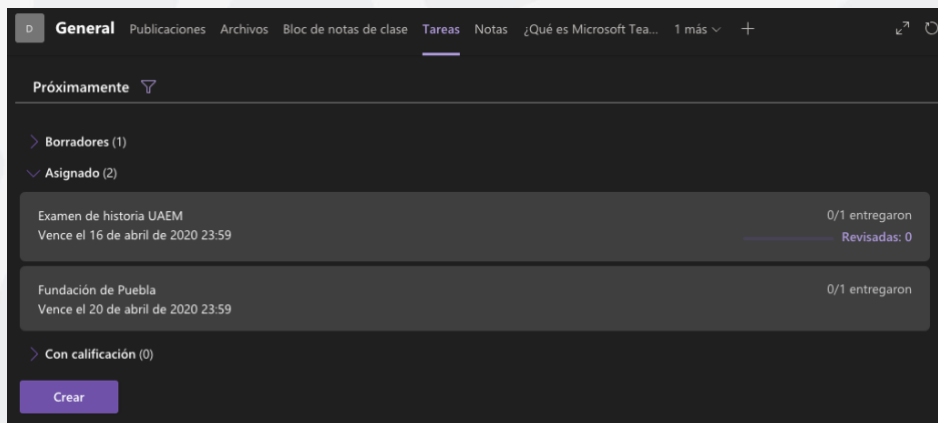 D General Publicaciones Archivos Bloc de notas de clase Tareas Notas ¿Qué es Microsoft Tea... 1 más
Próximamente
Borradores (1)
Asignado (2)
Examen de historia UAEM 0/1 entregaron
Vence el 16 de abril de 2020 23:59 Revisadas: 0
Fundación de Puebla 0/1 entregaron
Vence el 20 de abril de 2020 23:59
Con calificación (0)
Crear